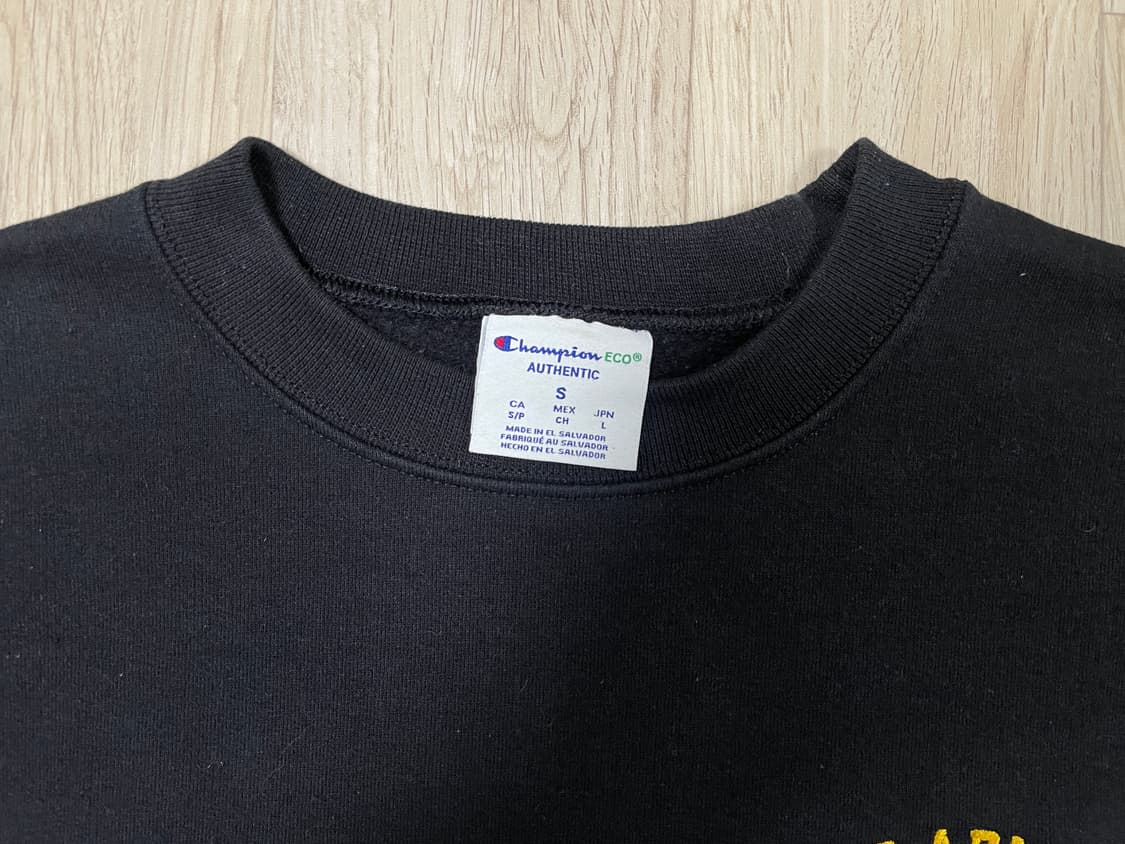 Champion ECO®
AUTHENTIC
S
CA MEX JPN
S/P CH L
MADE IN EL SALVADOR
FABRIQUÉ AU SALVADOR
HECHO EN EL SALVADOR